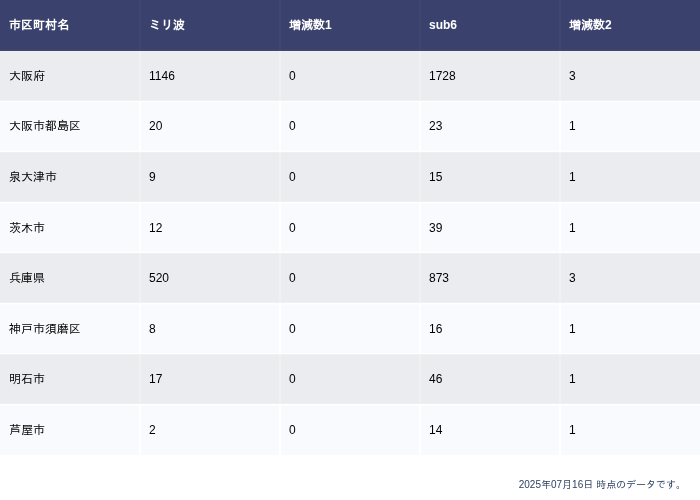 市区町村名 ミリ波 増減数1 sub6 増減数2
大阪府 1146 0 1728 3
大阪市都島区 20 0 23 1
泉大津市 9 0 15 1
茨木市 12 0 39 1
兵庫県 520 0 873 3
神戸市須磨区 8 0 16 1
明石市 17 0 46 1
芦屋市 2 0 14 1
2025年07月16日 時点のデータです。